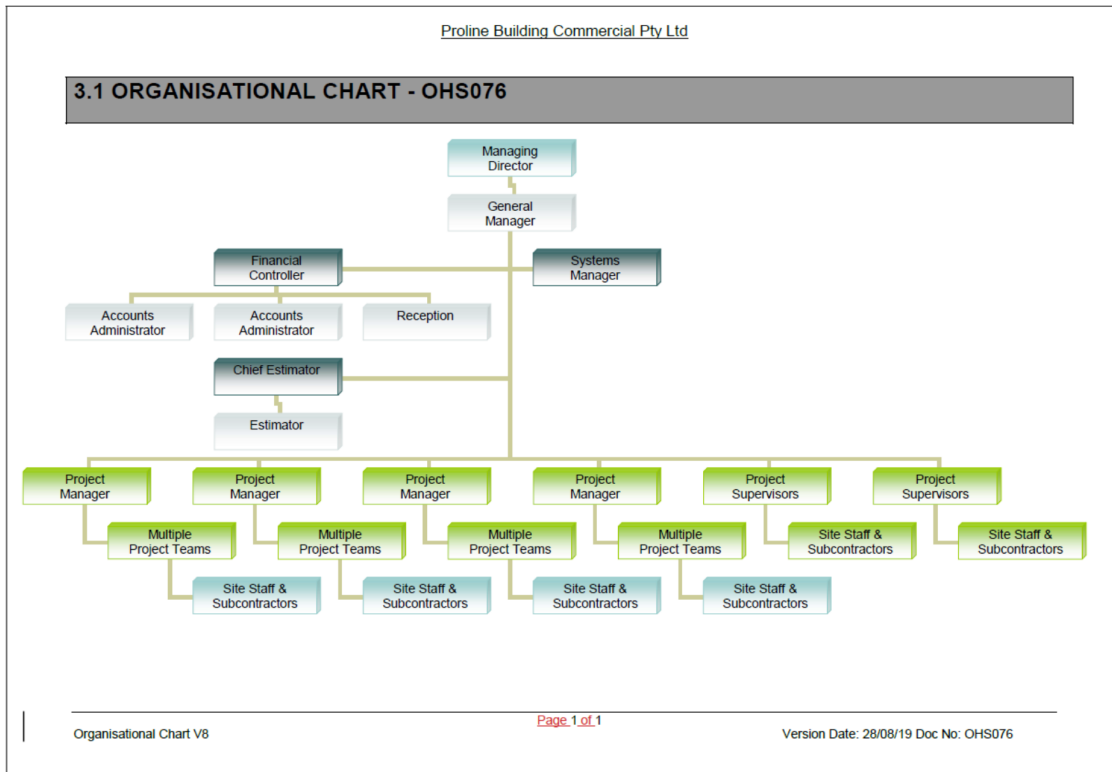 Proline Building Commercial Pty Ltd
3.1 ORGANISATIONAL CHART - OHS076
Managing
Director
General
Manager
Financial
Controller
Systems
Manager
Accounts
Administrator
Accounts
Administrator
Reception
Chief Estimator
Estimator
Project
Manager
Project
Manager
Project
Manager
Project
Manager
Project
Supervisors
Project
Supervisors
Multiple
Project Teams
Multiple
Project Teams
Multiple
Project Teams
Multiple
Project Teams
Site Staff &
Subcontractors
Site Staff &
Subcontractors
Site Staff &
Subcontractors
Site Staff &
Subcontractors
Site Staff &
Subcontractors
Site Staff &
Subcontractors
Organisational Chart V8
Page 1 of 1
Version Date: 28/08/19 Doc No: OHS076